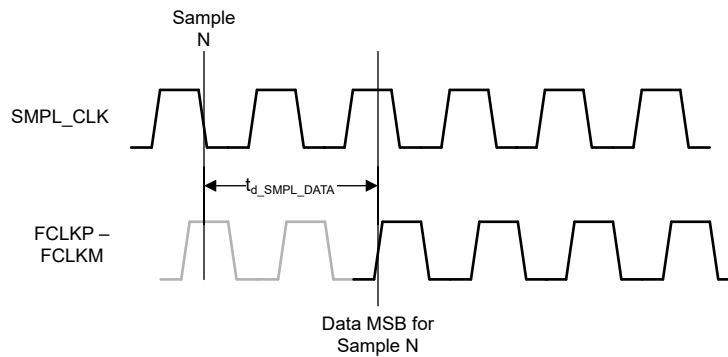 Sample
N
SMPL_CLK
t_d_SMPL_DATA
FCLKP –
FCLKM
Data MSB for
Sample N